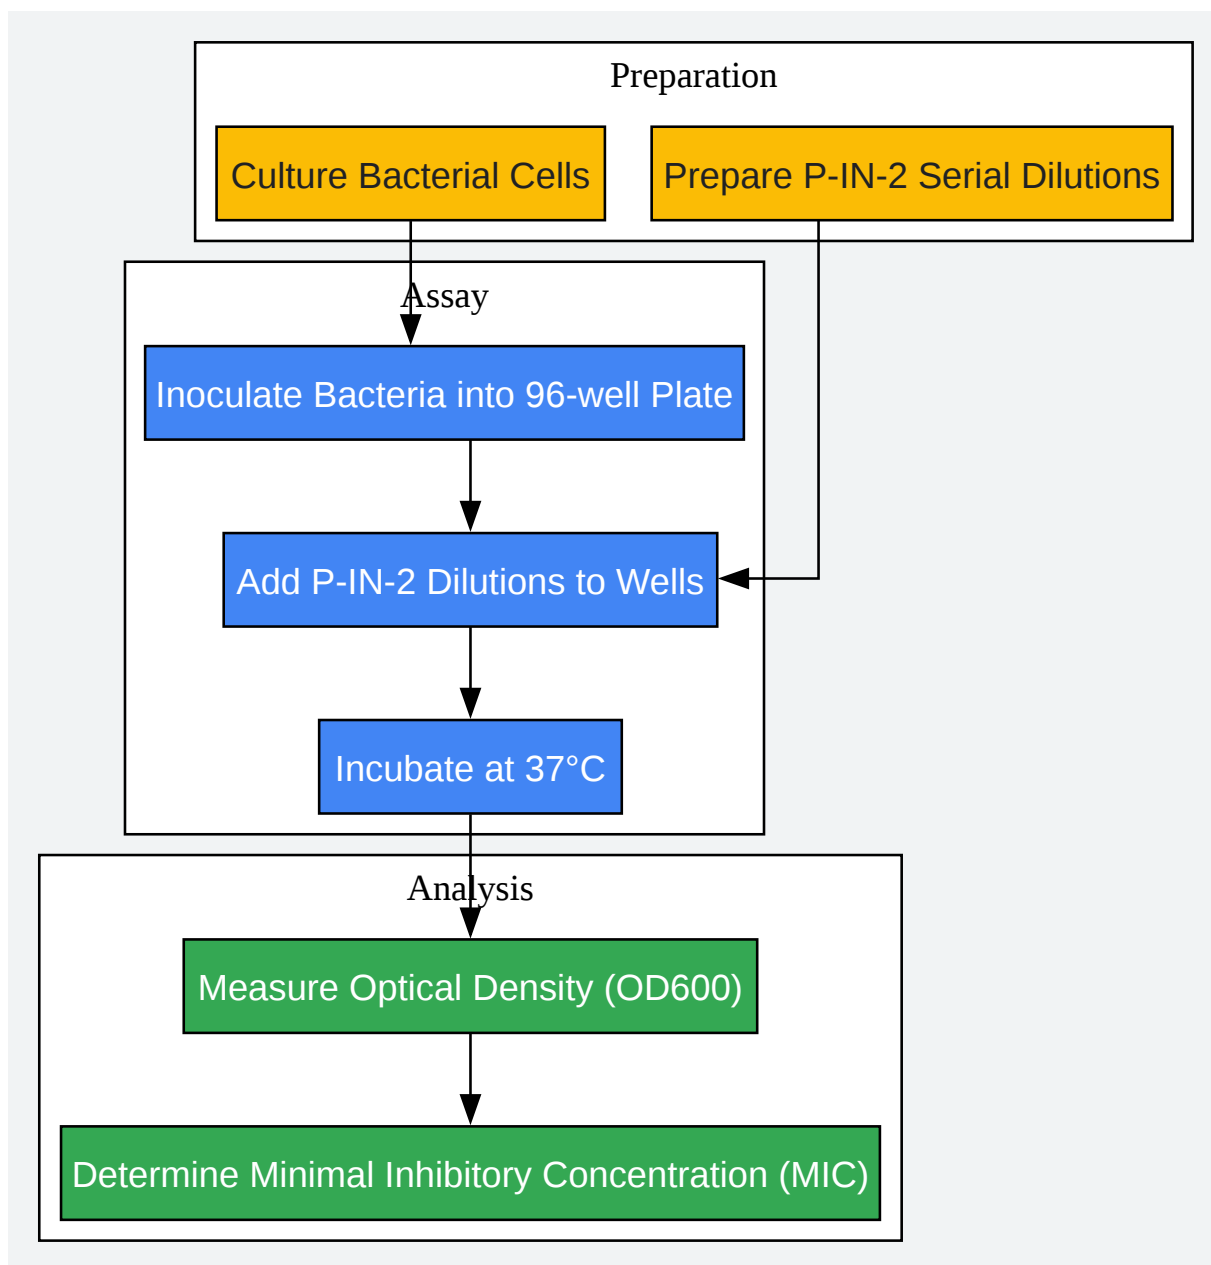 Preparation
Culture Bacterial Cells
Prepare P-IN-2 Serial Dilutions
Assay
Inoculate Bacteria into 96-well Plate
Add P-IN-2 Dilutions to Wells
Incubate at 37°C
Analysis
Measure Optical Density (OD600)
Determine Minimal Inhibitory Concentration (MIC)